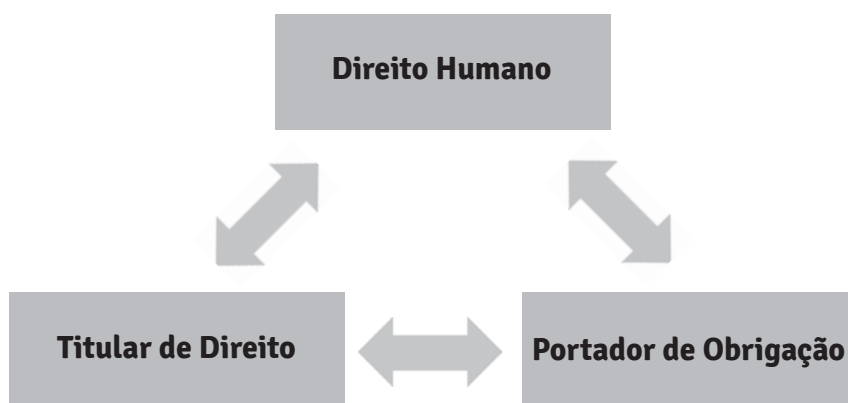 Direito Humano
Titular de Direito
Portador de Obrigação